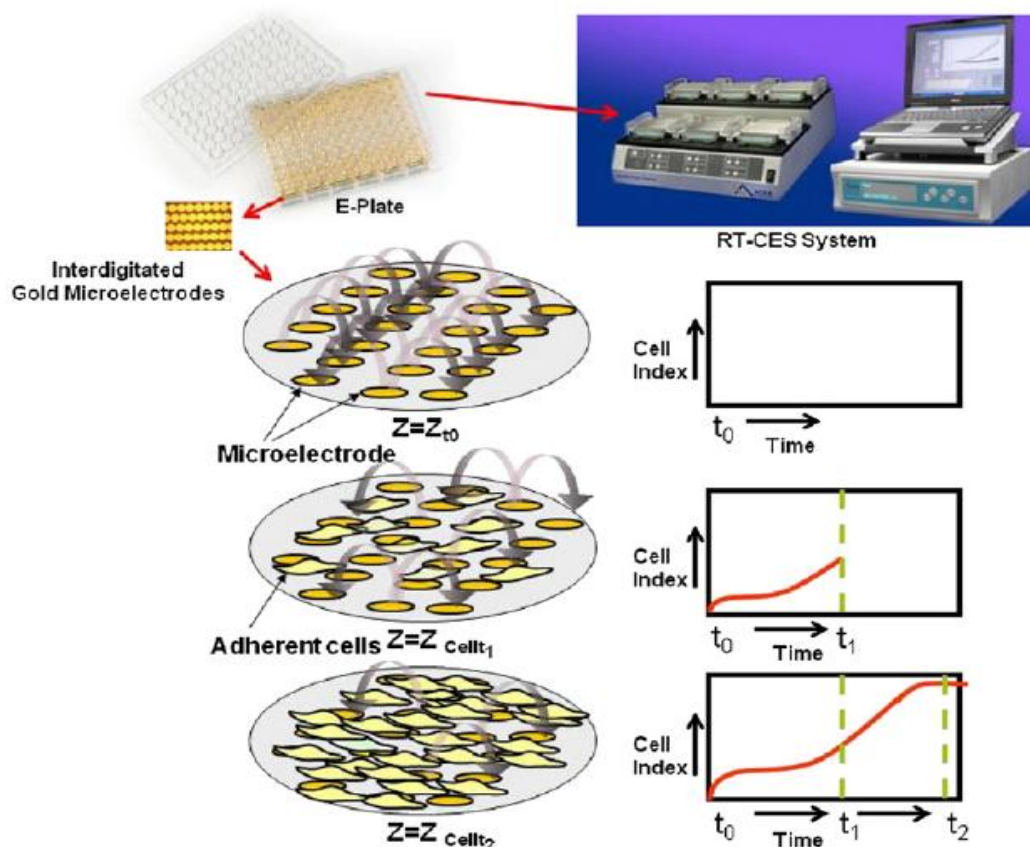 E-Plate
RT-CES System
Interdigitated
Gold Microelectrodes
Cell
Index
t0
Time
Z=Zt0
Microelectrode
Cell
Index
t0
t1
Time
Adherent cells
Z=Z Cellt1
Cell
Index
t0
Time
t1
t2
Z=Z Cellt2